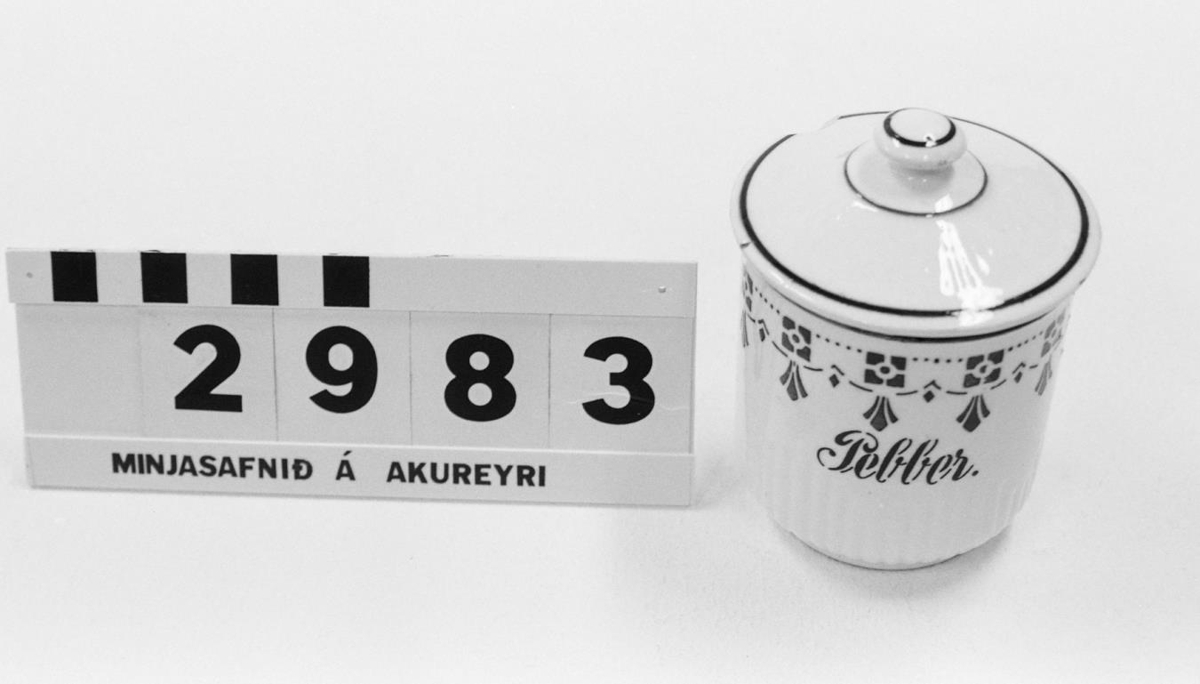 2983
MINJASAFNIÐ Á AKUREYRI
Pebber.